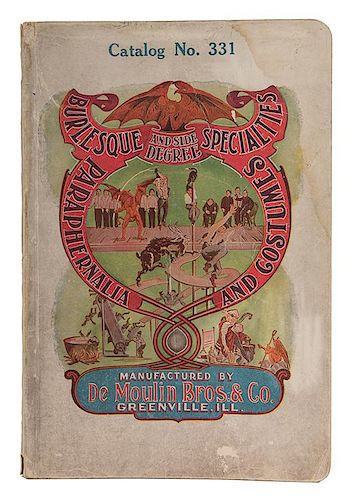 Catalog No. 331
BURLESQUE AND SIDE DEGREE SPECIALTIES
PARAPHERNALIA AND COSTUMES
MANUFACTURED BY
De Moulin Bros. & Co.
GREENVILLE, ILL.